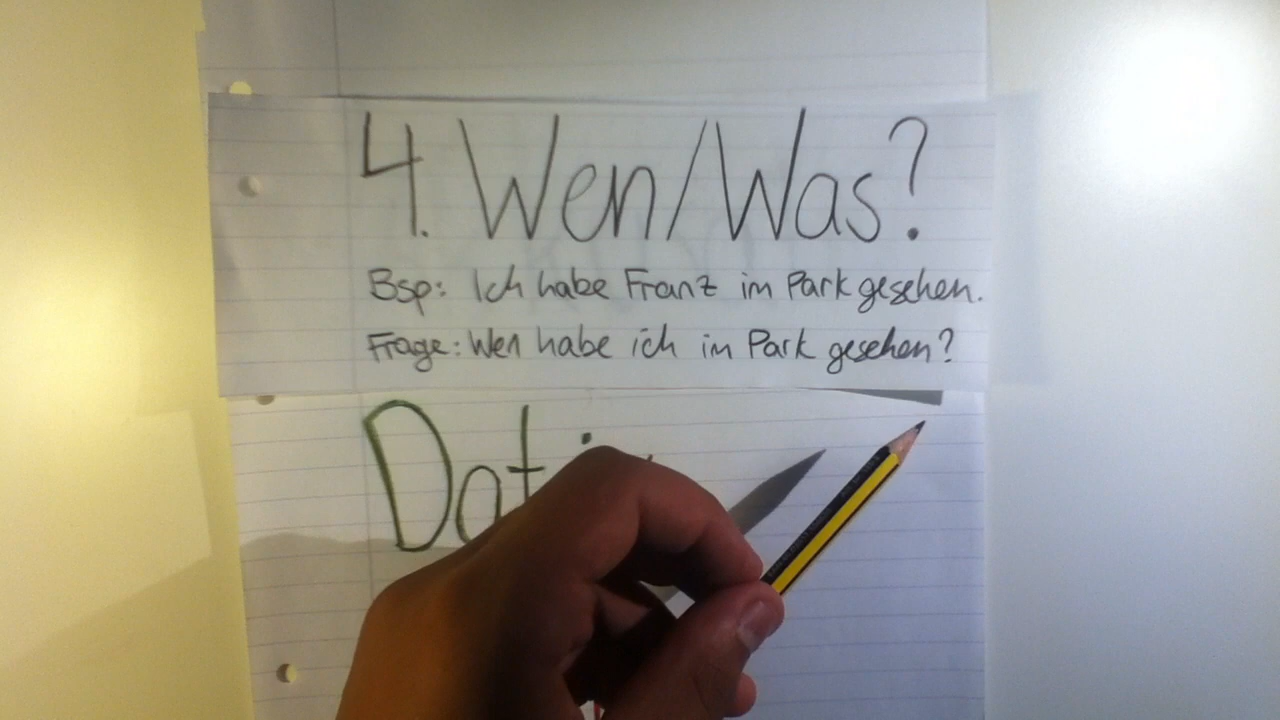 4. Wen/Was?
Bsp: Ich habe Franz im Park gesehen.
Frage: Wen habe ich im Park gesehen?